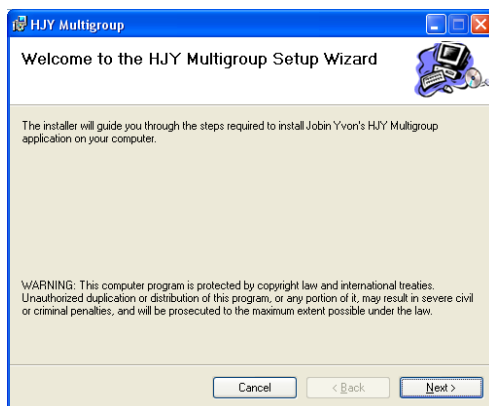 HJY Multigroup
Welcome to the HJY Multigroup Setup Wizard
The installer will guide you through the steps required to install Jobin Yvon's HJY Multigroup
application on your computer.
WARNING: This computer program is protected by copyright law and international treaties.
Unauthorized duplication or distribution of this program, or any portion of it, may result in severe civil
or criminal penalties, and will be prosecuted to the maximum extent possible under the law.
Cancel < Back Next >